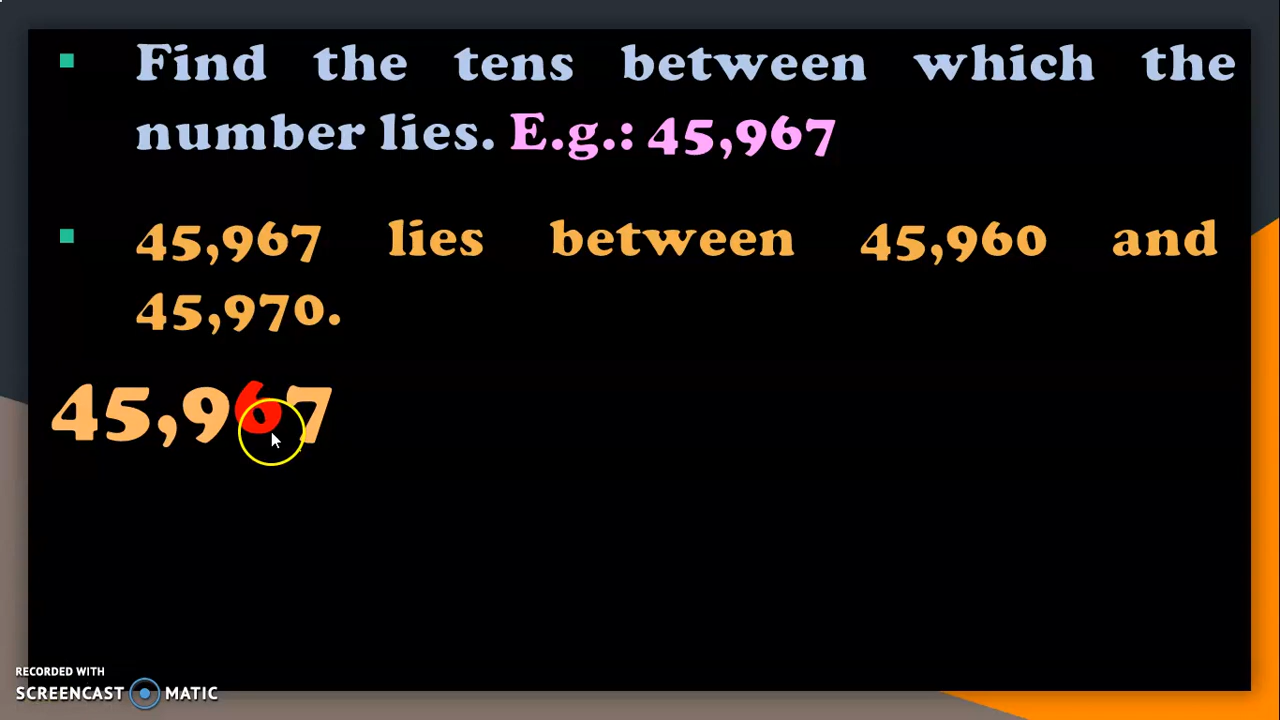 Find the tens between which the
number lies. E.g.: 45,967
45,967 lies between 45,960 and
45,970.
45,967
RECORDED WITH
SCREENCAST MATIC